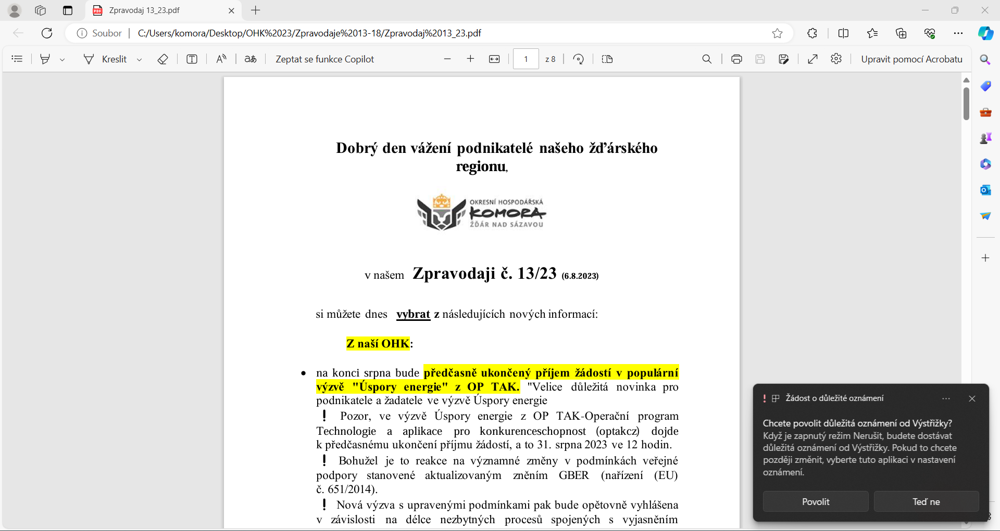 Zpravodaj 13_23.pdf
Soubor
C:/Users/komora/Desktop/OHK%2023/Zpravodaje%2013-18/Zpravodaj%2013_23.pdf
Kreslit
Zeptat se funkce Copilot
1 z 8
Upravit pomocí Acrobatu
Dobrý den vážení podnikatelé našeho žďárského
regionu,
OKRESNÍ HOSPODÁŘSKÁ
KOMORA
ŽĎÁR NAD SÁZAVOU
v našem Zpravodaji č. 13/23 (6.8.2023)
si můžete dnes vybrat z následujících nových informací:
Z naší OHK:
• na konci srpna bude předčasně ukončený příjem žádostí v populární
výzvě "Úspory energie" z OP TAK. "Velice důležitá novinka pro
podnikatele a žadatele ve výzvě Úspory energie
! Pozor, ve výzvě Úspory energie z OP TAK-Operační program
Technologie a aplikace pro konkurenceschopnost (optakcz) dojde
k předčasnému ukončení příjmu žádostí, a to 31. srpna 2023 ve 12 hodin.
! Bohužel je to reakce na významné změny v podmínkách veřejné
podpory stanovené aktualizovaným zněním GBER (nařízení (EU)
č. 651/2014).
! Nová výzva s upravenými podmínkami pak bude opětovně vyhlášena
v závislosti na délce nezbytných procesů spojených s vyjasněním
Žádost o důležité oznámení
Chcete povolit důležitá oznámení od Výstřižky?
Když je zapnutý režim Nerušit, budete dostávat
důležitá oznámení od Výstřižky. Pokud to chcete
později změnit, vyberte tuto aplikaci v nastavení
oznámení.
Povolit
Teď ne